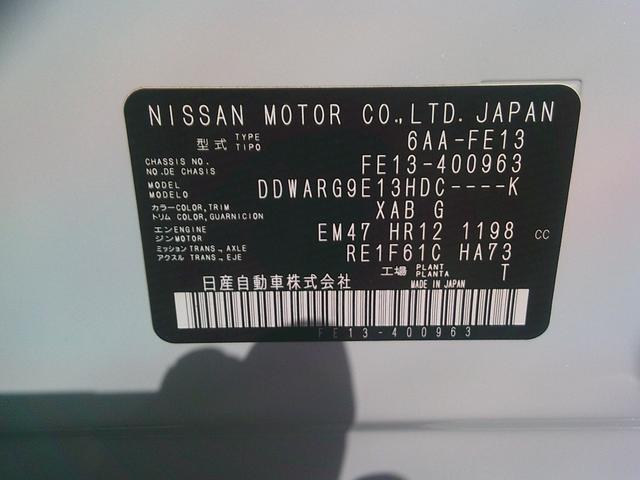 NISSAN MOTOR CO.,LTD. JAPAN
型式 TYPE TIPO 6AA-FE13
CHASSIS NO. NO.DE CHASIS FE13-400963
MODEL MODELO DDWARG9E13HDC----K
カラー COLOR,TRIM トリム COLOR,GUARNICION XAB G
エンジン ENGINE MOTOR EM47 HR12 1198 CC
ミッション TRANS.,AXLE アクスル TRANS.,EJE RE1F61C HA73
工場 PLANT PLANTA T
日産自動車株式会社 MADE IN JAPAN
FE13-400963